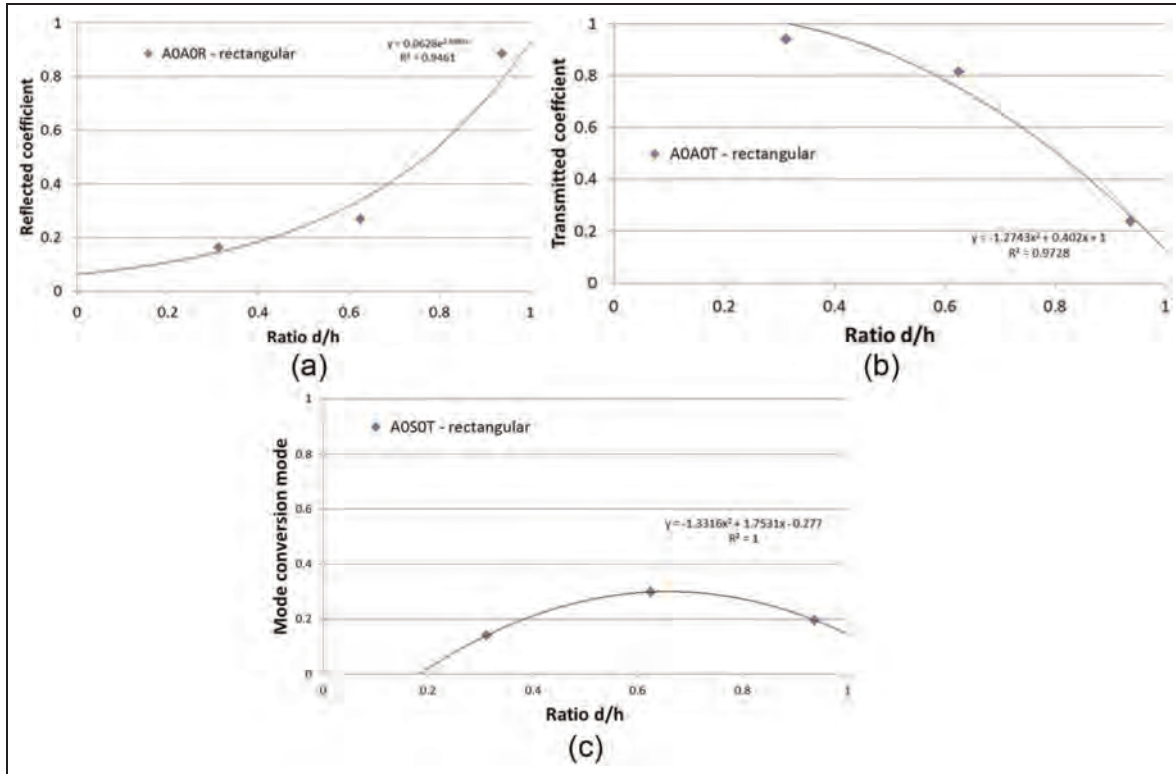 1
0.8
0.6
0.4
0.2
0
Reflected coefficient
A0A0R - rectangular
R² = 0.9461
0 0.2 0.4 0.6 0.8 1
Ratio d/h
(a)
1
0.8
0.6
0.4
0.2
0
Transmitted coeffcient
A0A0T - rectangular
y = -1.2743x² + 0.402x + 1
R² = 0.9728
0 0.2 0.4 0.6 0.8 1
Ratio d/h
(b)
1
0.8
0.6
0.4
0.2
0
Mode conversion mode
A0S0T - rectangular
y = -1.3316x² + 1.7531x - 0.277
R² = 1
0 0.2 0.4 0.6 0.8 1
Ratio d/h
(c)